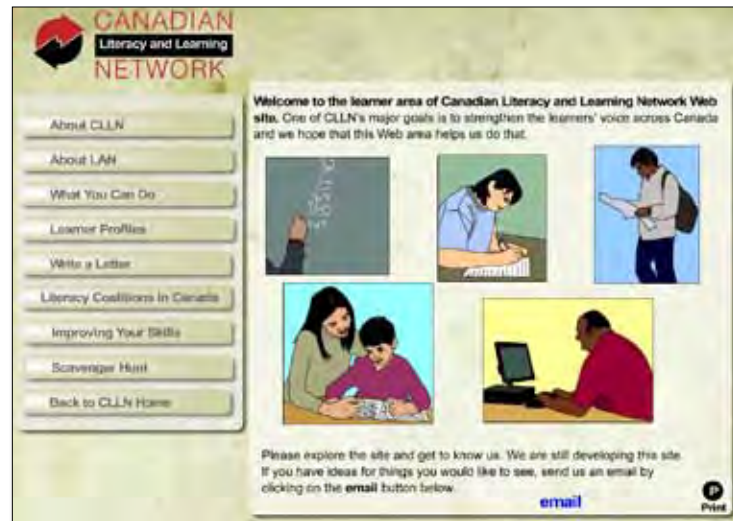 CANADIAN
Literacy and Learning
NETWORK
About CLLN
About LAN
What You Can Do
Learner Profiles
Write a Letter
Literacy Coalitions in Canada
Improving Your Skills
Scavenger Hunt
Back to CLLN Home
Welcome to the learner area of Canadian Literacy and Learning Network Web
site. One of CLLN's major goals is to strengthen the learners' voice across Canada
and we hope that this Web area helps us do that.
Please explore the site and get to know us. We are still developing this site.
If you have ideas for things you would like to see, send us an email by
clicking on the email button below.
email
P
Print